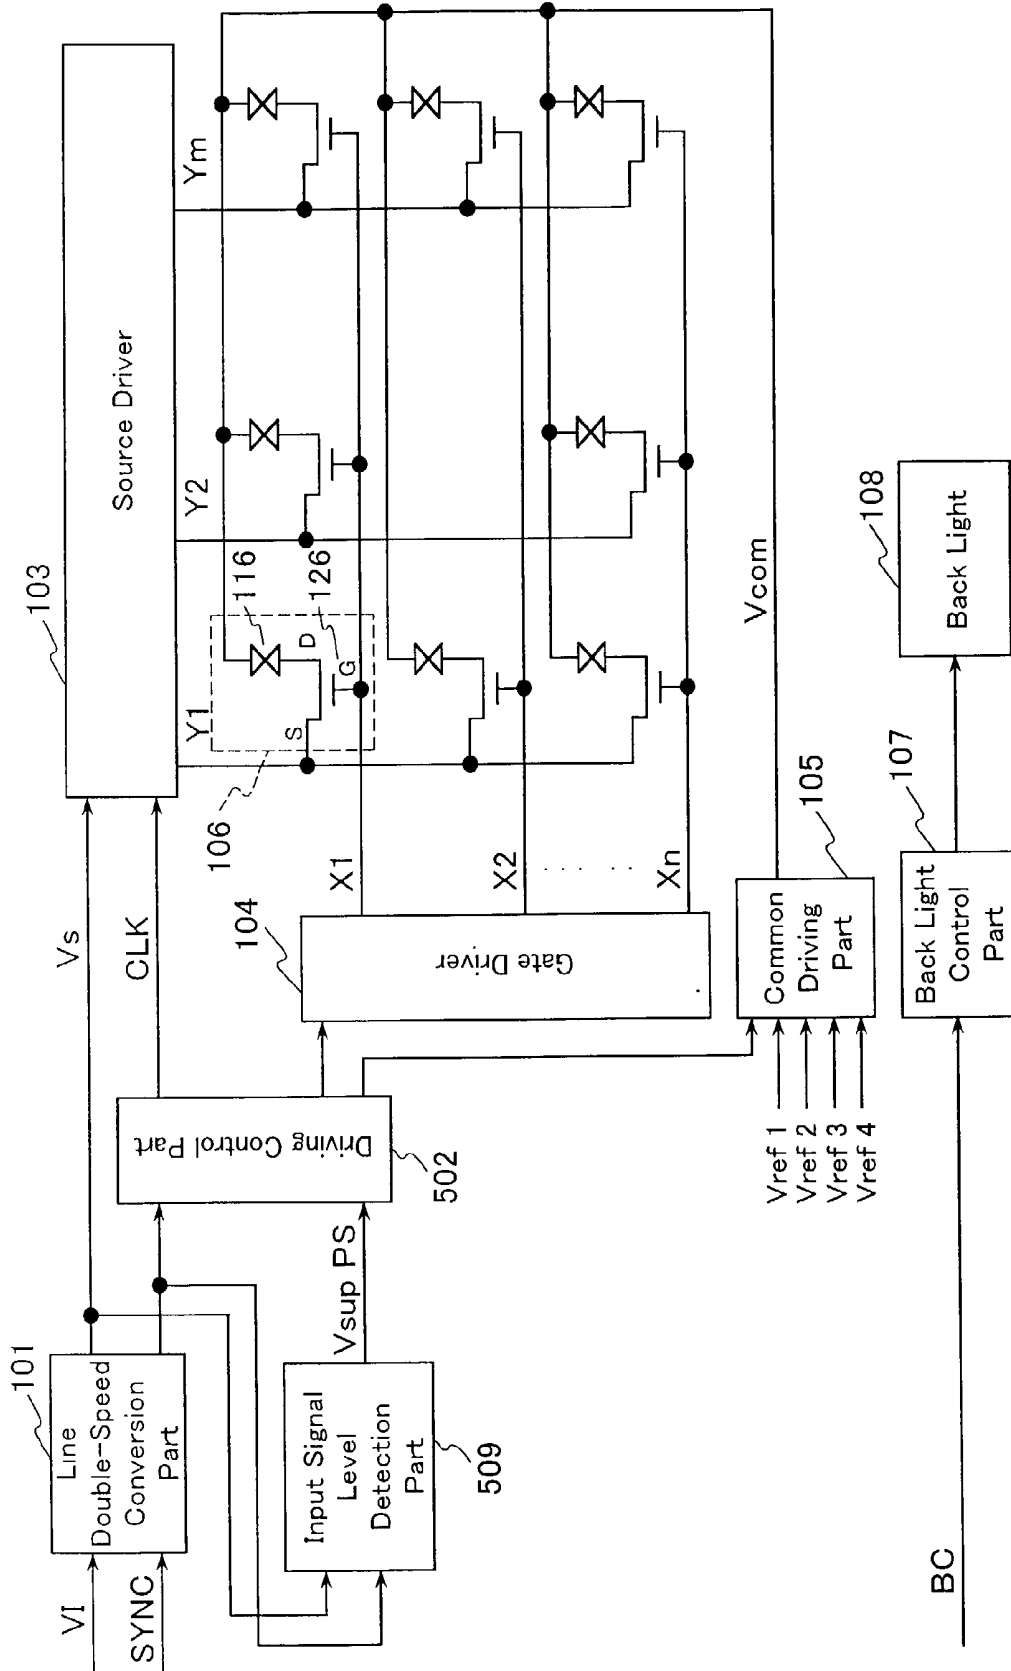 VI
SYNC
101
Line
Double-Speed
Conversion
Part
Vs
CLK
103
Source Driver
Input Signal
Level
Detection
Part
509
Vsup PS
Driving Control
Part
502
104
Gate Driver
X1
X2
Xn
106
Y1
Y2
Ym
S
D
G
116
126
Vref 1
Vref 2
Vref 3
Vref 4
Common
Driving
Part
105
Vcom
BC
Back Light
Control
Part
107
Back Light
108